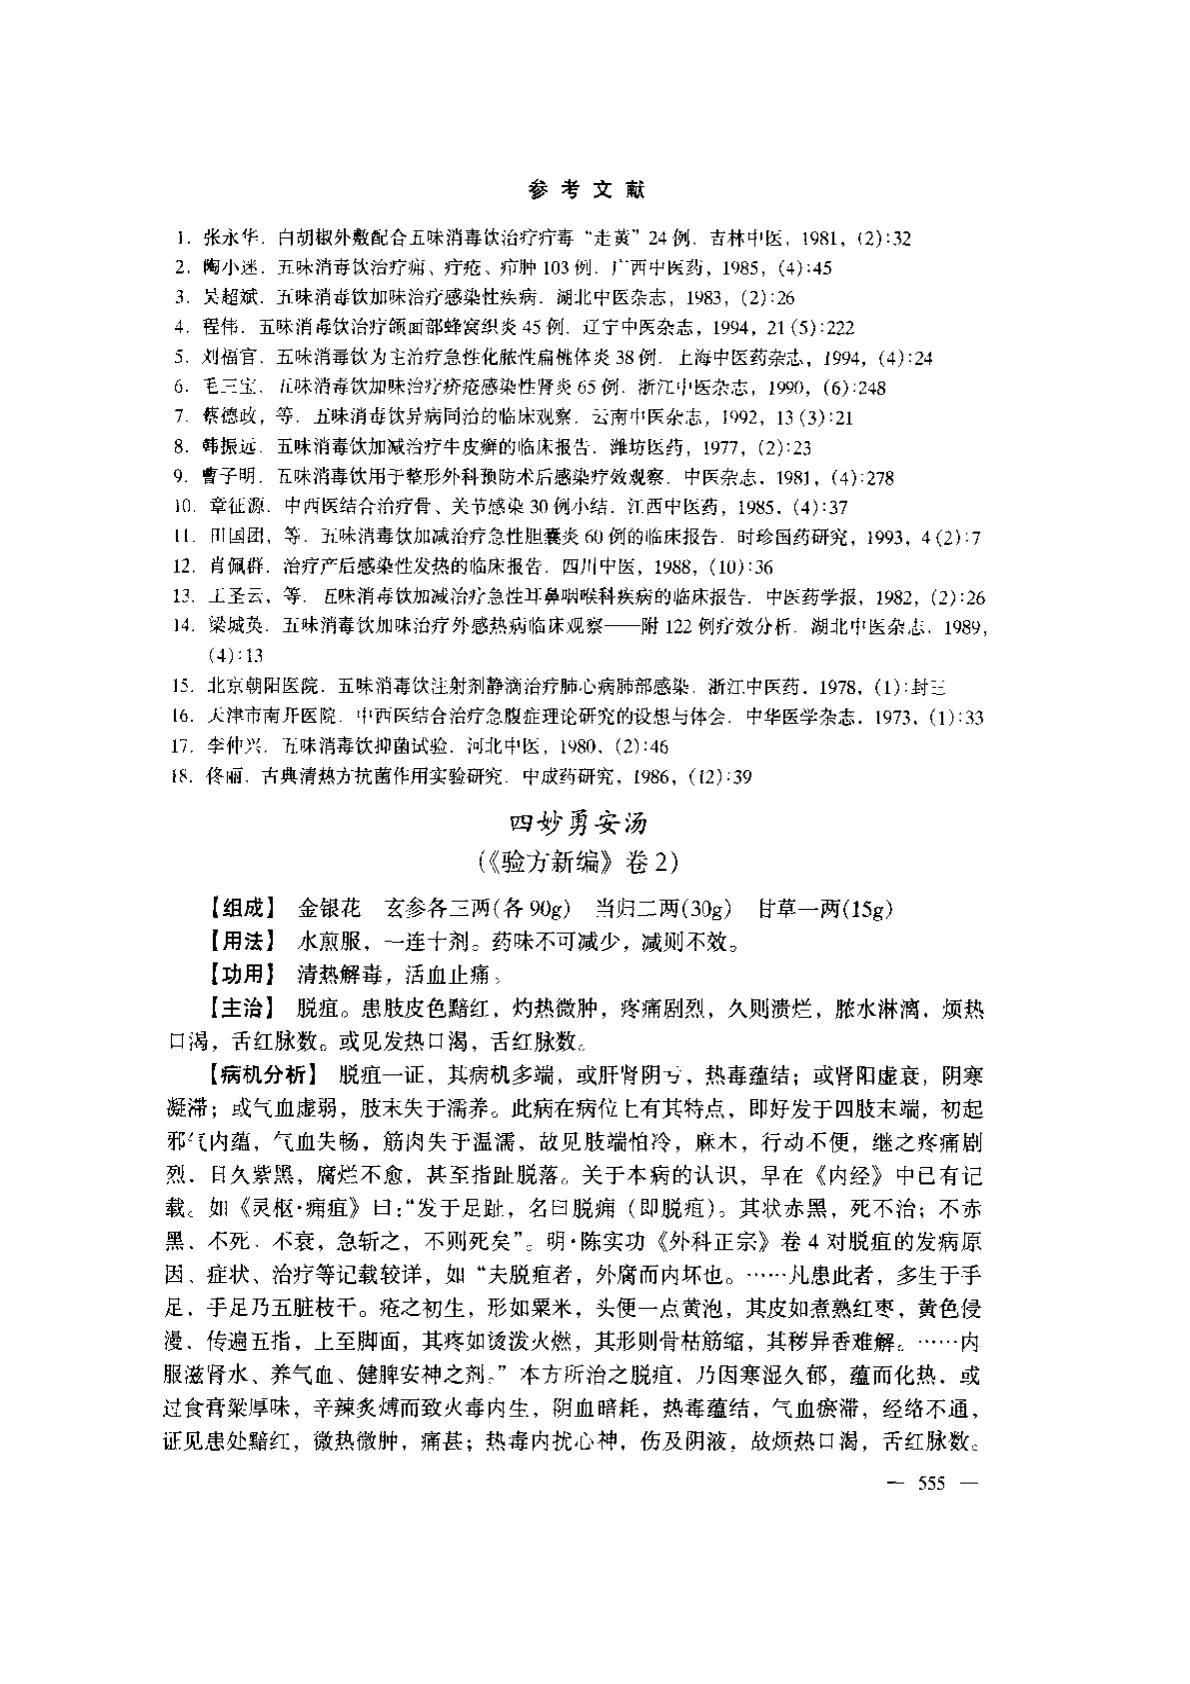 参 考 文 献
1. 张永华. 白胡椒外敷配合五味消毒饮治疗疔毒“走黄”24 例. 吉林中医, 1981, (2):32
2. 陶小迷. 五味消毒饮治疗痈、疔疮、疖肿 103 例. 广西中医药, 1985, (4):45
3. 吴超斌. 五味消毒饮加味治疗感染性疾病. 湖北中医杂志, 1983, (2):26
4. 程伟. 五味消毒饮治疗颌面部蜂窝织炎 45 例. 辽宁中医杂志, 1994, 21 (5):222
5. 刘福官. 五味消毒饮为主治疗急性化脓性扁桃体炎 38 例. 上海中医药杂志, 1994, (4):24
6. 毛三宝. 五味消毒饮加味治疗疥疮感染性肾炎 65 例. 浙江中医杂志, 1990, (6):248
7. 蔡德政, 等. 五味消毒饮异病同治的临床观察. 云南中医杂志, 1992, 13 (3):21
8. 韩振远. 五味消毒饮加减治疗牛皮癣的临床报告. 潍坊医药, 1977, (2):23
9. 曹子明. 五味消毒饮用于整形外科预防术后感染疗效观察. 中医杂志, 1981, (4):278
10. 章征源. 中西医结合治疗骨、关节感染 30 例小结. 江西中医药, 1985, (4):37
11. 田国团, 等. 五味消毒饮加减治疗急性胆囊炎 60 例的临床报告. 时珍国药研究, 1993, 4 (2):7
12. 肖佩群. 治疗产后感染性发热的临床报告. 四川中医, 1988, (10):36
13. 王圣云, 等. 五味消毒饮加减治疗急性耳鼻咽喉科疾病的临床报告. 中医药学报, 1982, (2):26
14. 梁城英. 五味消毒饮加味治疗外感热病临床观察——附 122 例疗效分析. 湖北中医杂志, 1989,
(4):13
15. 北京朝阳医院. 五味消毒饮注射剂静滴治疗肺心病肺部感染. 浙江中医药, 1978, (1):封三
16. 天津市南开医院. 中西医结合治疗急腹症理论研究的设想与体会. 中华医学杂志, 1973, (1):33
17. 李仲兴. 五味消毒饮抑菌试验. 河北中医, 1980, (2):46
18. 佟丽. 古典清热方抗菌作用实验研究. 中成药研究, 1986, (12):39
四妙勇安汤
(《验方新编》卷 2)
【组成】 金银花 玄参各三两(各 90g) 当归二两(30g) 甘草一两(15g)
【用法】 水煎服，一连十剂。药味不可减少，减则不效。
【功用】 清热解毒，活血止痛。
【主治】 脱疽。患肢皮色黯红，灼热微肿，疼痛剧烈，久则溃烂，脓水淋漓，烦热
口渴，舌红脉数。或见发热口渴，舌红脉数。
【病机分析】 脱疽一证，其病机多端，或肝肾阴亏，热毒蕴结；或肾阳虚衰，阴寒
凝滞；或气血虚弱，肢末失于濡养。此病在病位上有其特点，即好发于四肢末端，初起
邪气内蕴，气血失畅，筋肉失于温濡，故见肢端怕冷，麻木，行动不便，继之疼痛剧
烈，日久紫黑，腐烂不愈，甚至指趾脱落。关于本病的认识，早在《内经》中已有记
载。如《灵枢·痈疽》曰：“发于足趾，名曰脱痈（即脱疽）。其状赤黑，死不治；不赤
黑，不死．不衰，急斩之，不则死矣”。明·陈实功《外科正宗》卷 4 对脱疽的发病原
因、症状、治疗等记载较详，如“夫脱疽者，外腐而内坏也。……凡患此者，多生于手
足，手足乃五脏枝干。疮之初生，形如粟米，头便一点黄泡，其皮如煮熟红枣，黄色侵
漫，传遍五指，上至脚面，其疼如烫泼火燃，其形则骨枯筋缩，其秽异香难解。……内
服滋肾水、养气血、健脾安神之剂。”本方所治之脱疽，乃因寒湿久郁，蕴而化热，或
过食膏粱厚味，辛辣炙煿而致火毒内生，阴血暗耗，热毒蕴结，气血瘀滞，经络不通，
证见患处黯红，微热微肿，痛甚；热毒内扰心神，伤及阴液，故烦热口渴，舌红脉数。
— 555 —